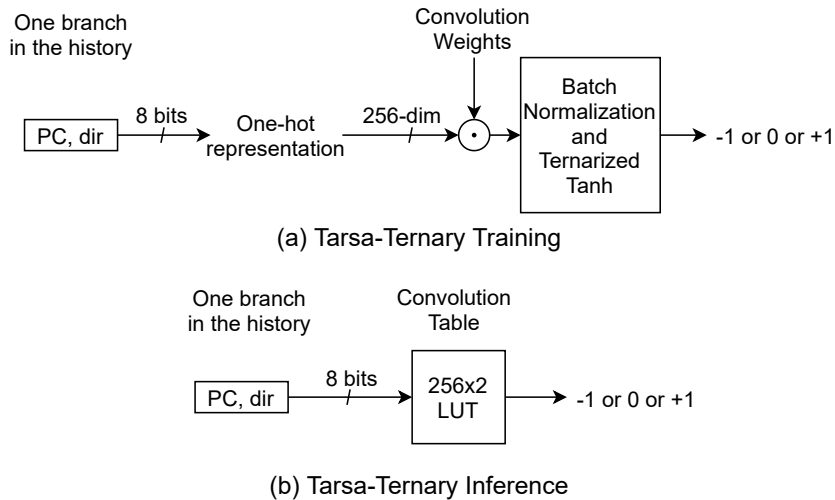 One branch
in the history
Convolution
Weights
PC, dir
8 bits
One-hot
representation
256-dim
Batch
Normalization
and
Ternarized
Tanh
-1 or 0 or +1
(a) Tarsa-Ternary Training
One branch
in the history
Convolution
Table
PC, dir
8 bits
256x2
LUT
-1 or 0 or +1
(b) Tarsa-Ternary Inference